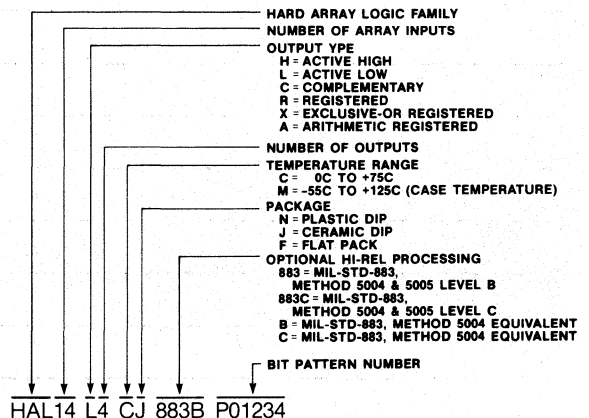 HARD ARRAY LOGIC FAMILY
NUMBER OF ARRAY INPUTS
OUTPUT YPE
H = ACTIVE HIGH
L = ACTIVE LOW
C = COMPLEMENTARY
R = REGISTERED
X = EXCLUSIVE-OR REGISTERED
A = ARITHMETIC REGISTERED
NUMBER OF OUTPUTS
TEMPERATURE RANGE
C = 0C TO +75C
M = -55C TO +125C (CASE TEMPERATURE)
PACKAGE
N = PLASTIC DIP
J = CERAMIC DIP
F = FLAT PACK
OPTIONAL HI-REL PROCESSING
883 = MIL-STD-883,
METHOD 5004 & 5005 LEVEL B
883C = MIL-STD-883,
METHOD 5004 & 5005 LEVEL C
B = MIL-STD-883, METHOD 5004 EQUIVALENT
C = MIL-STD-883, METHOD 5004 EQUIVALENT
BIT PATTERN NUMBER
HAL14 L4 CJ 883B P01234